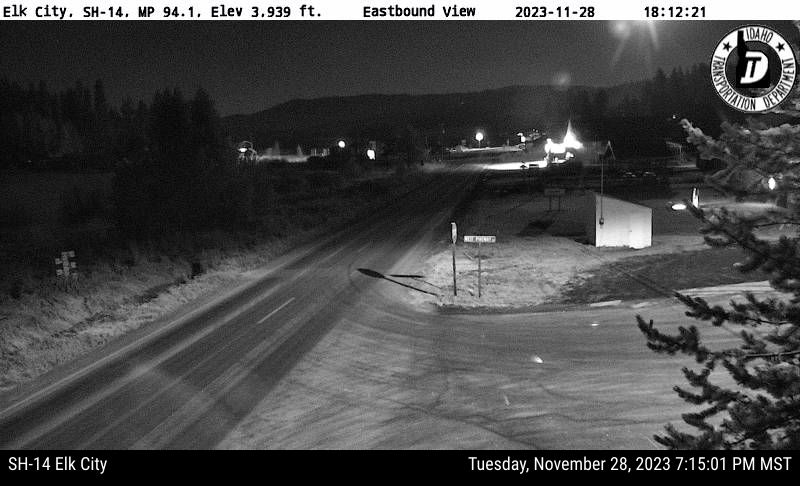 Elk City, SH-14, MP 94.1, Elev 3,939 ft. Eastbound View 2023-11-28 18:12:21
IDAHO
TRANSPORTATION DEPARTMENT
SH-14 Elk City Tuesday, November 28, 2023 7:15:01 PM MST